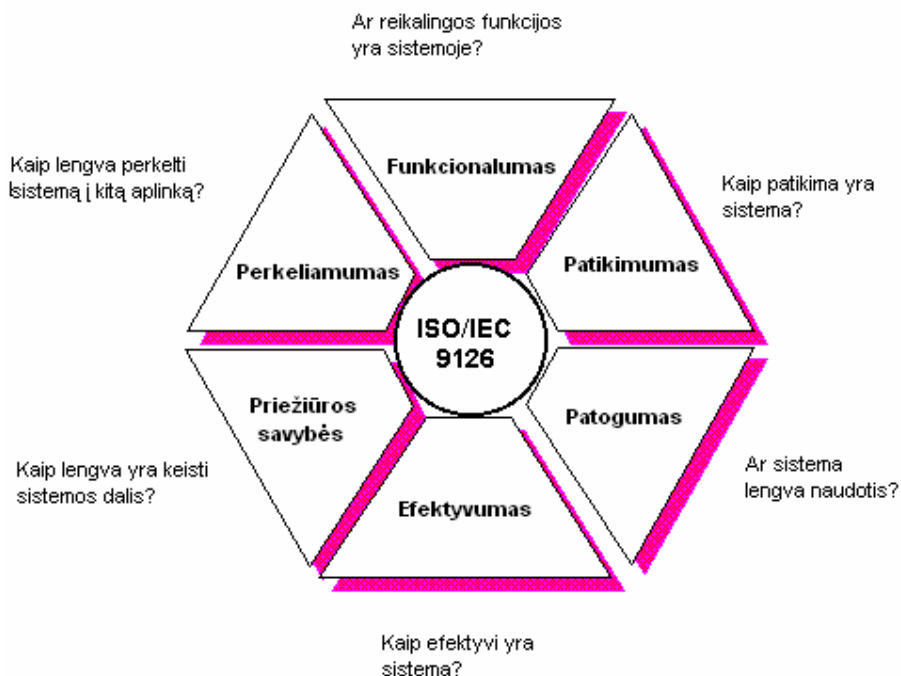 Ar reikalingos funkcijos
yra sistemoje?
Funkcionalumas
Kaip patikima yra
sistema?
Patikimumas
Ar sistema
lengva naudotis?
Patogumas
Kaip efektyvi yra
sistema?
Efektyvumas
Kaip lengva yra keisti
sistemos dalis?
Priežiūros
savybės
Kaip lengva perkelti
sistemą į kitą aplinką?
Perkeliamumas
ISO/IEC
9126